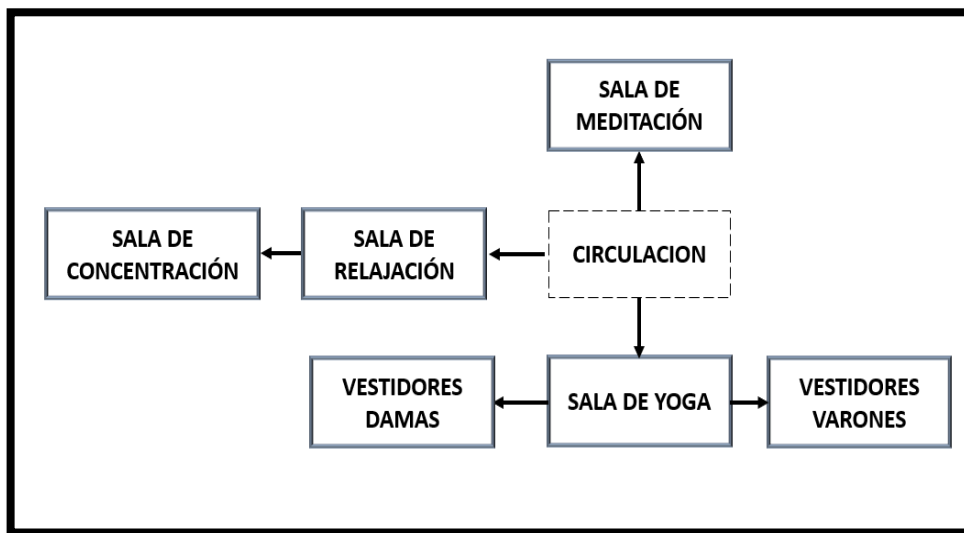 SALA DE
MEDITACIÓN
SALA DE
CONCENTRACIÓN
SALA DE
RELAJACIÓN
CIRCULACION
VESTIDORES
DAMAS
SALA DE YOGA
VESTIDORES
VARONES